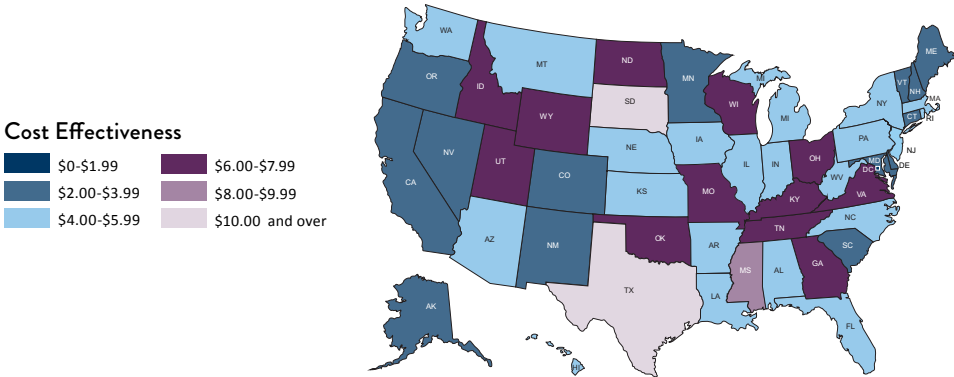 Cost Effectiveness
$0-$1.99
$6.00-$7.99
$2.00-$3.99
$8.00-$9.99
$4.00-$5.99
$10.00 and over
WA
OR
CA
NV
ID
MT
WY
UT
AZ
CO
NM
ND
SD
NE
KS
OK
TX
MN
IA
MO
AR
LA
WI
IL
MI
MI
IN
OH
KY
TN
MS
AL
GA
FL
SC
NC
VA
WV
DC
MD
DE
PA
NJ
NY
CT
RI
MA
VT
NH
ME
AK
HI